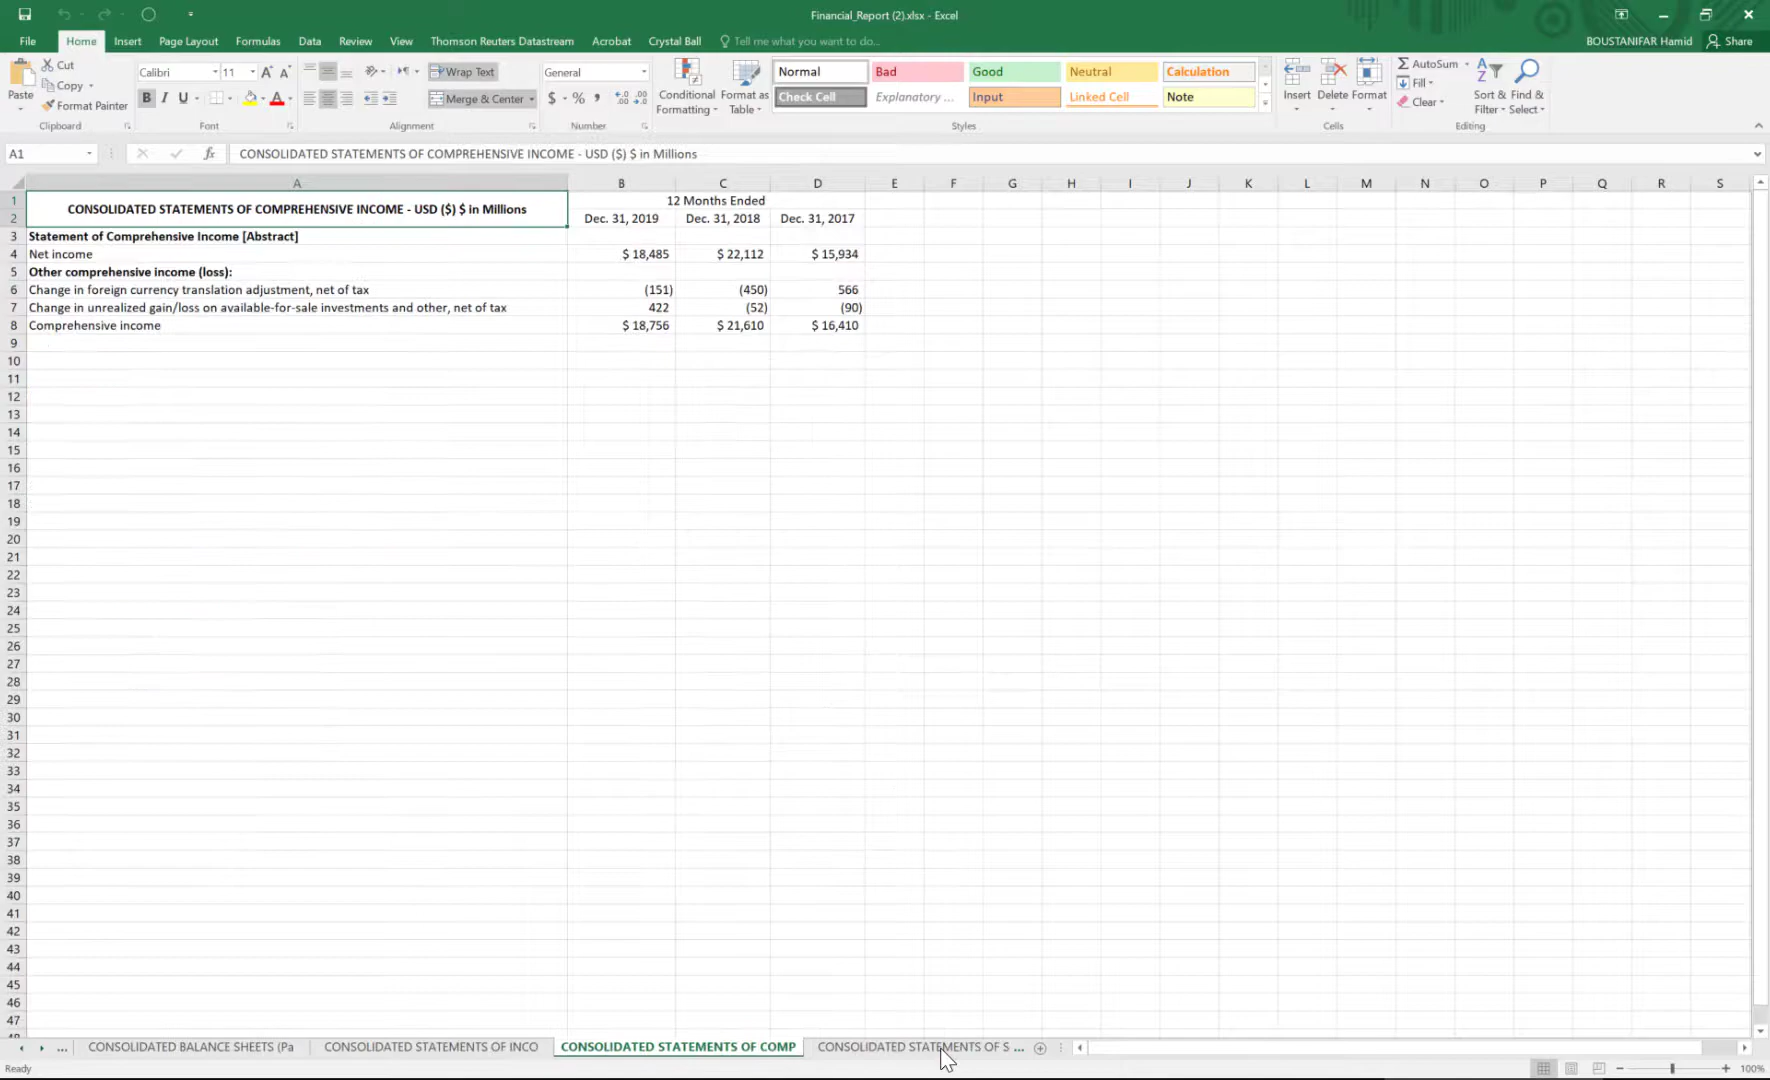 Financial_Report (2).xlsx - Excel
File Home Insert Page Layout Formulas Data Review View Thomson Reuters Datastream Acrobat Crystal Ball Tell me what you want to do... BOUSTANIFAR Hamid Share
Paste
Cut
Copy
Format Painter
Clipboard
Calibri 11
B I U
Font
Wrap Text
Merge & Center
Alignment
General
$ % ,
Number
Conditional Formatting
Format as Table
Normal Bad Good Neutral Calculation
Check Cell Explanatory ... Input Linked Cell Note
Styles
Insert Delete Format
Cells
AutoSum
Fill
Clear
Sort & Filter
Find & Select
Editing
A1 fx CONSOLIDATED STATEMENTS OF COMPREHENSIVE INCOME - USD ($) $ in Millions
A B C D E F G H I J K L M N O P Q R S
1 CONSOLIDATED STATEMENTS OF COMPREHENSIVE INCOME - USD ($) $ in Millions 12 Months Ended
2 Dec. 31, 2019 Dec. 31, 2018 Dec. 31, 2017
3 Statement of Comprehensive Income [Abstract]
4 Net income $ 18,485 $ 22,112 $ 15,934
5 Other comprehensive income (loss):
6 Change in foreign currency translation adjustment, net of tax (151) (450) 566
7 Change in unrealized gain/loss on available-for-sale investments and other, net of tax 422 (52) (90)
8 Comprehensive income $ 18,756 $ 21,610 $ 16,410
9
10
11
12
13
14
15
16
17
18
19
20
21
22
23
24
25
26
27
28
29
30
31
32
33
34
35
36
37
38
39
40
41
42
43
44
45
46
47
... CONSOLIDATED BALANCE SHEETS (Pa CONSOLIDATED STATEMENTS OF INCO CONSOLIDATED STATEMENTS OF COMP CONSOLIDATED STATEMENTS OF S ...
Ready 100%